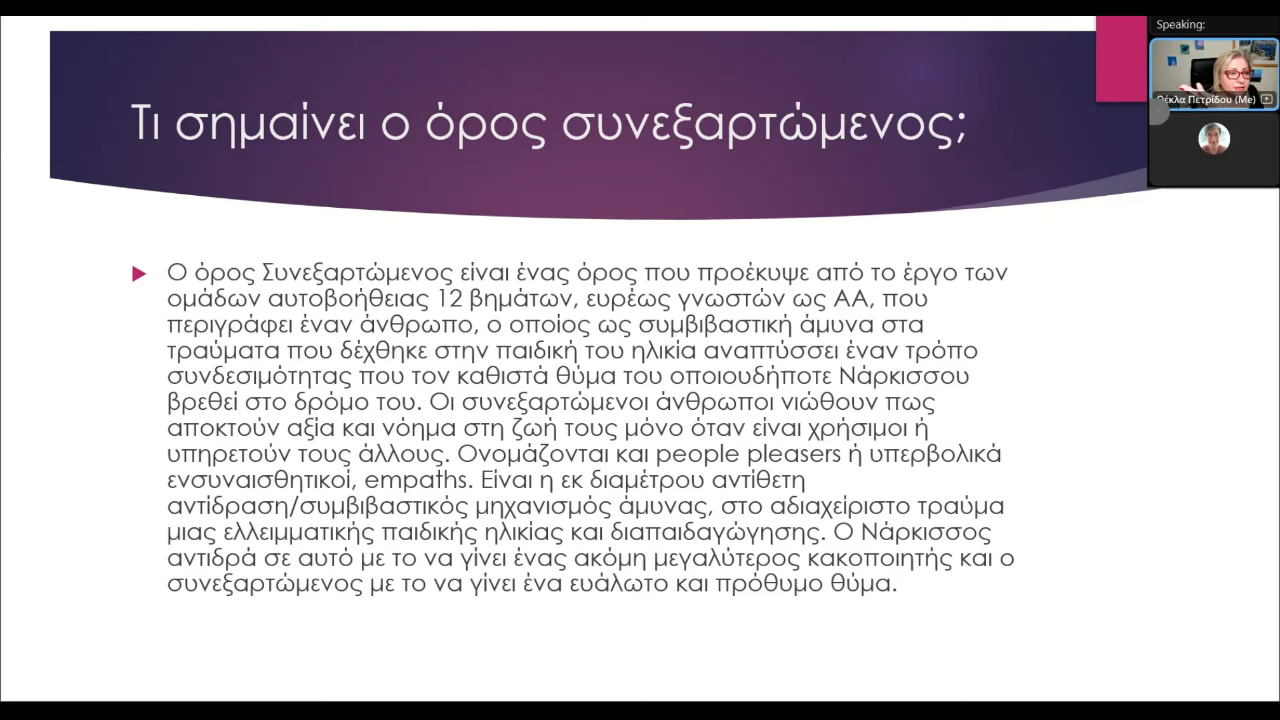 Τι σημαίνει ο όρος συνεξαρτώμενος;
Speaking:
Θέκλα Πετρίδου (Me)
Ο όρος Συνεξαρτώμενος είναι ένας όρος που προέκυψε από το έργο των
ομάδων αυτοβοήθειας 12 βημάτων, ευρέως γνωστών ως ΑΑ, που
περιγράφει έναν άνθρωπο, ο οποίος ως συμβιβαστική άμυνα στα
τραύματα που δέχθηκε στην παιδική του ηλικία αναπτύσσει έναν τρόπο
συνδεσιμότητας που τον καθιστά θύμα του οποιουδήποτε Νάρκισσου
βρεθεί στο δρόμο του. Οι συνεξαρτώμενοι άνθρωποι νιώθουν πως
αποκτούν αξία και νόημα στη ζωή τους μόνο όταν είναι χρήσιμοι ή
υπηρετούν τους άλλους. Ονομάζονται και people pleasers ή υπερβολικά
ενσυναισθητικοί, empaths. Είναι η εκ διαμέτρου αντίθετη
αντίδραση/συμβιβαστικός μηχανισμός άμυνας, στο αδιαχείριστο τραύμα
μιας ελλειμματικής παιδικής ηλικίας και διαπαιδαγώγησης. Ο Νάρκισσος
αντιδρά σε αυτό με το να γίνει ένας ακόμη μεγαλύτερος κακοποιητής και ο
συνεξαρτώμενος με το να γίνει ένα ευάλωτο και πρόθυμο θύμα.